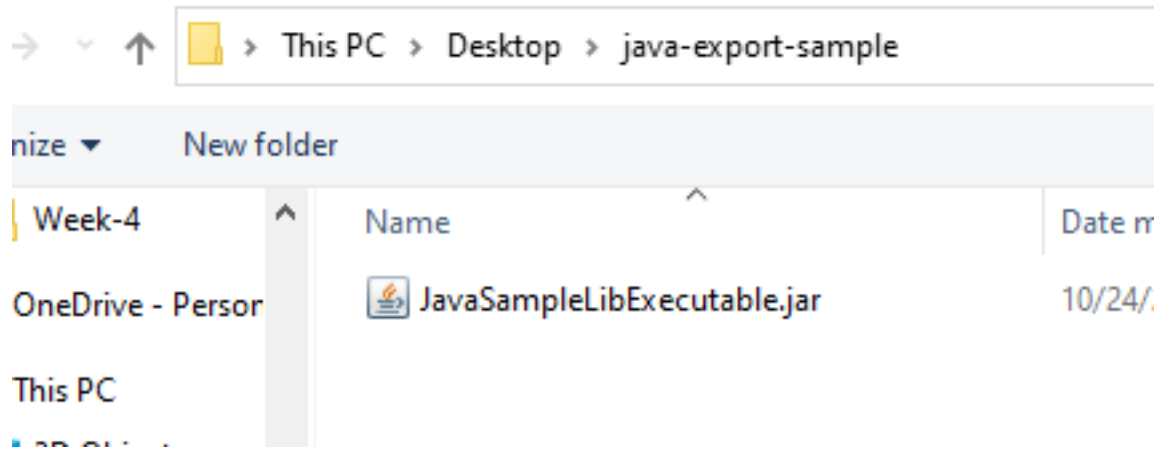 This PC > Desktop > java-export-sample
nize New folder
Week-4
Name
Date m
JavaSampleLibExecutable.jar
10/24/
OneDrive - Person
This PC